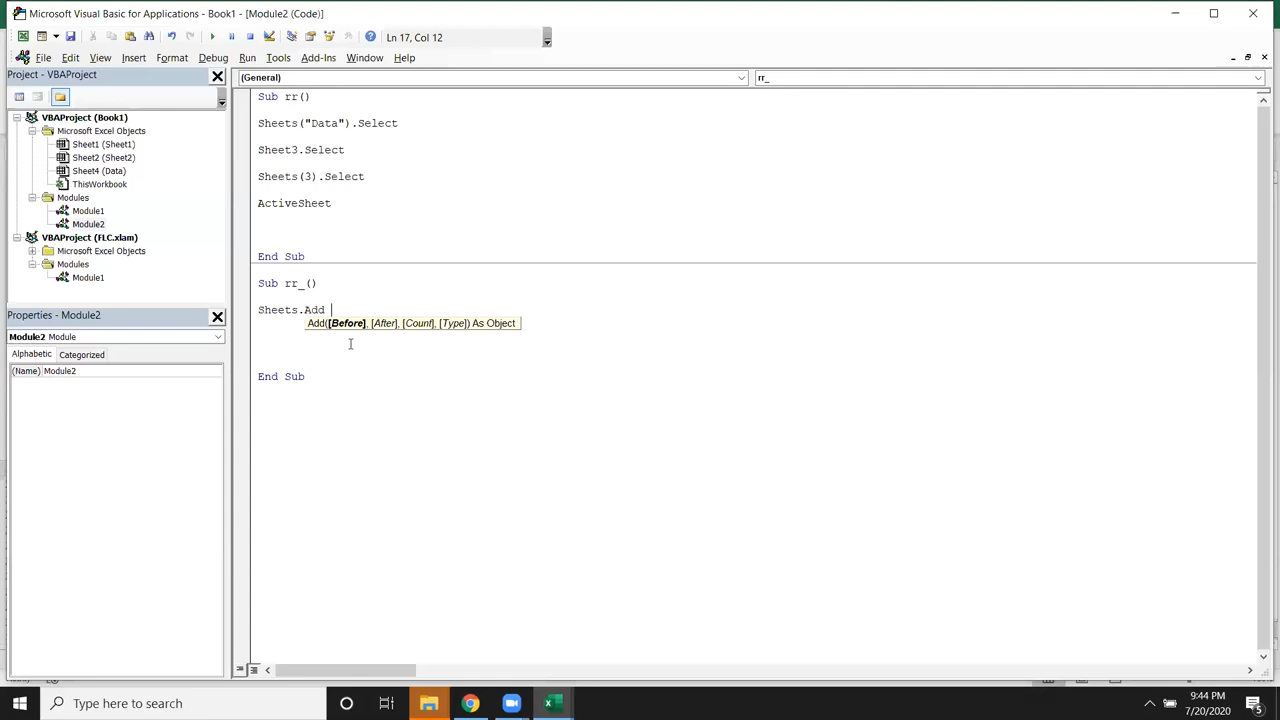 Microsoft Visual Basic for Applications - Book1 - [Module2 (Code)]
Ln 17, Col 12
File Edit View Insert Format Debug Run Tools Add-Ins Window Help
Project - VBAProject
VBAProject (Book1)
Microsoft Excel Objects
Sheet1 (Sheet1)
Sheet2 (Sheet2)
Sheet4 (Data)
ThisWorkbook
Modules
Module1
Module2
VBAProject (FLC.xlam)
Microsoft Excel Objects
Modules
Module1
Properties - Module2
Module2 Module
Alphabetic Categorized
(Name) Module2
(General) rr_
Sub rr()
Sheets("Data").Select
Sheet3.Select
Sheets(3).Select
ActiveSheet
End Sub
Sub rr_()
Sheets.Add
Add([Before], [After], [Count], [Type]) As Object
End Sub
Type here to search
9:44 PM
7/20/2020
5